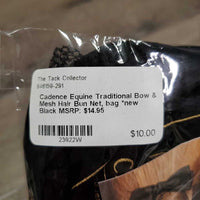 The Tack Collector
Cadence Equine Traditional Bow &
Mesh Hair Bun Net, bag *new
Black MSRP: $14.95
23922W
$10.00